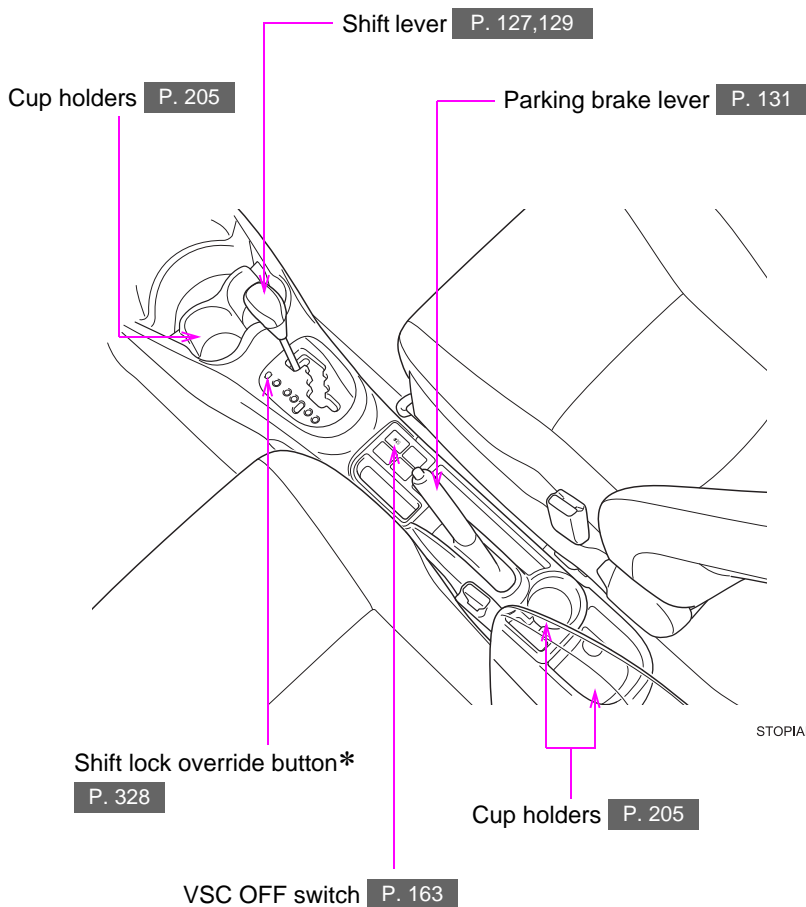 Shift lever P. 127,129
Cup holders P. 205
Parking brake lever P. 131
STOPIA
Shift lock override button*
P. 328
Cup holders P. 205
VSC OFF switch P. 163